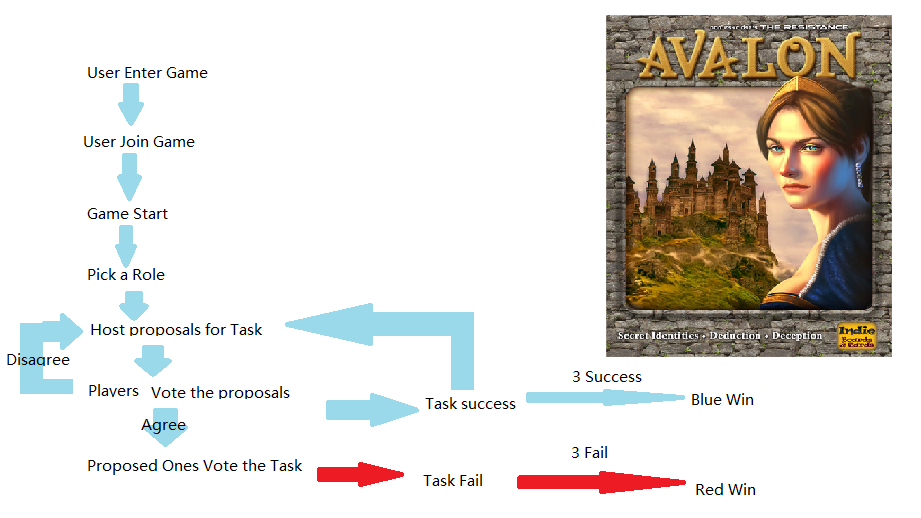 User Enter Game
User Join Game
Game Start
Pick a Role
Host proposals for Task
Disagree
Players Vote the proposals
Agree
Proposed Ones Vote the Task
Task success
3 Success
Blue Win
Task Fail
3 Fail
Red Win
THE RESISTANCE
AVALON
Secret Identities • Deduction • Deception
Indie
Boards
& Cards